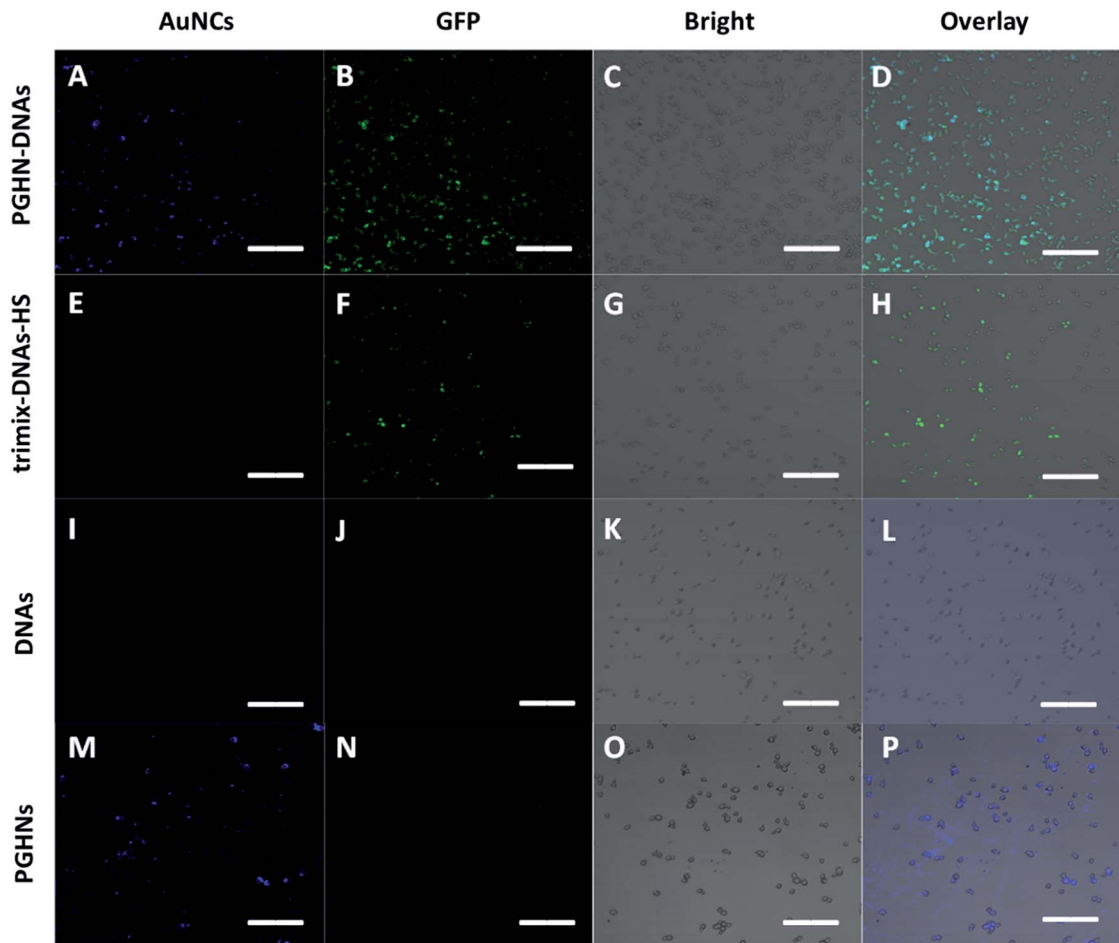 AuNCs GFP Bright Overlay
PGHN-DNAs
A B C D
trimix-DNAs-HS
E F G H
DNAs
I J K L
PGHNs
M N O P